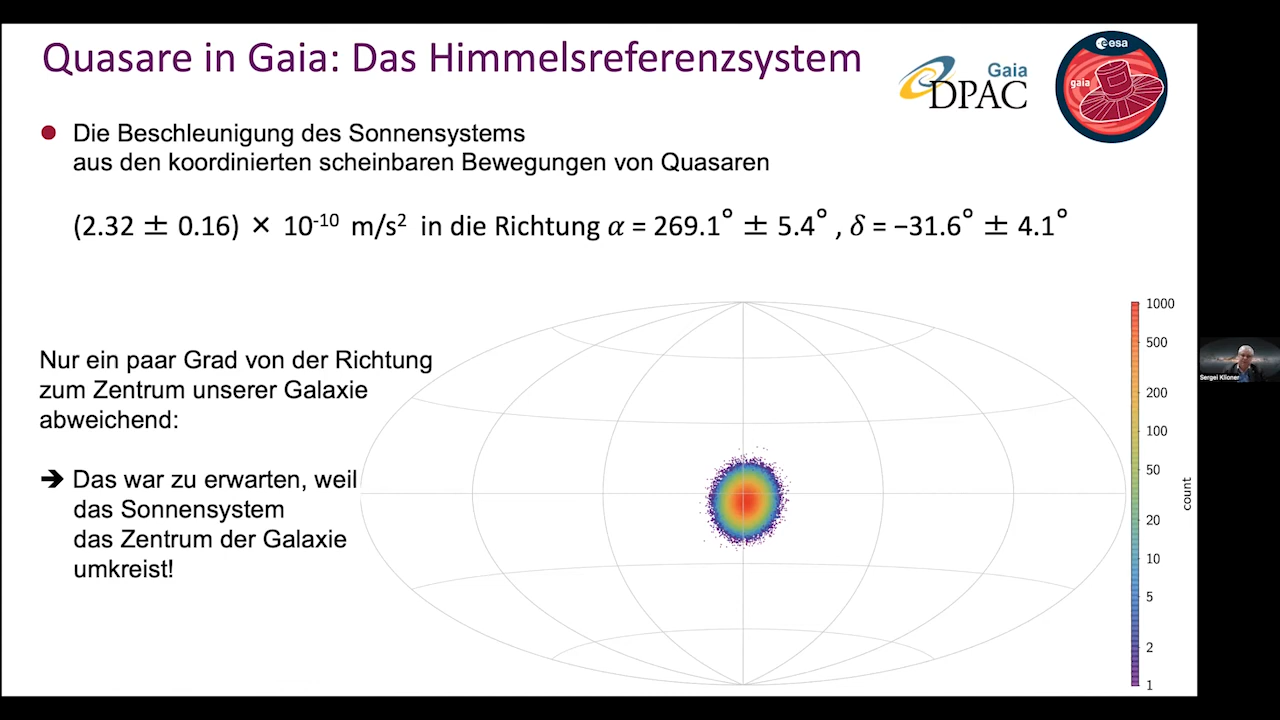 Quasare in Gaia: Das Himmelsreferenzsystem
Gaia
DPAC
esa
gaia
● Die Beschleunigung des Sonnensystems
aus den koordinierten scheinbaren Bewegungen von Quasaren
(2.32 ± 0.16) × 10⁻¹⁰ m/s² in die Richtung α = 269.1° ± 5.4° , δ = −31.6° ± 4.1°
Nur ein paar Grad von der Richtung
zum Zentrum unserer Galaxie
abweichend:
➔ Das war zu erwarten, weil
das Sonnensystem
das Zentrum der Galaxie
umkreist!
1000
500
200
100
50
20
10
5
2
1
count
Sergei Klioner